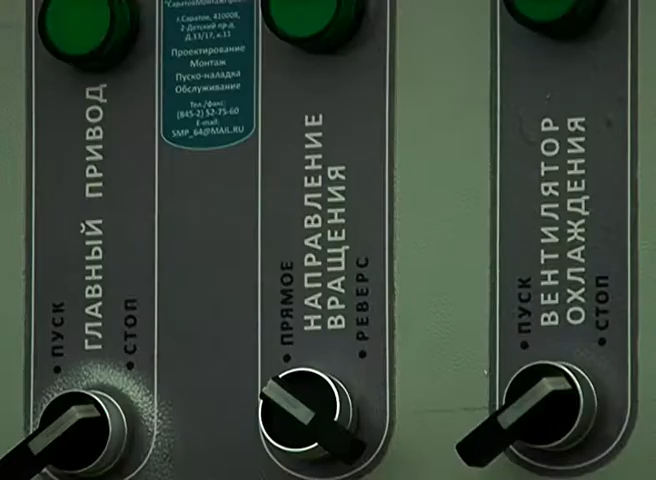 "СаратовМонтажПроект"
г.Саратов, 410008,
2 Детский пр-д,
Д.13/17, к.11
Проектирование
Монтаж
Пуско-наладка
Обслуживание
Тел./факс:
(845-2) 52-75-60
E-mail:
SMP_64@MAIL.RU
ПУСК
ГЛАВНЫЙ ПРИВОД
СТОП
ПРЯМОЕ
НАПРАВЛЕНИЕ
ВРАЩЕНИЯ
РЕВЕРС
ПУСК
ВЕНТИЛЯТОР
ОХЛАЖДЕНИЯ
СТОП